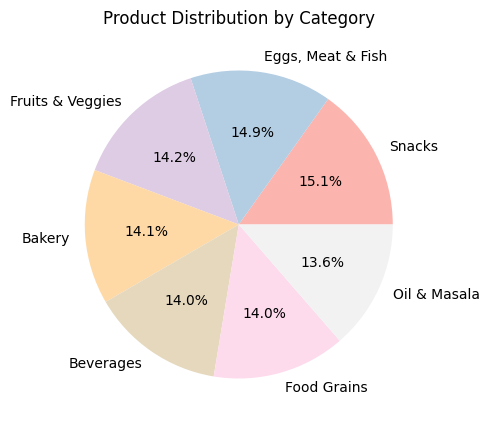 Product Distribution by Category
Eggs, Meat & Fish
Fruits & Veggies
14.9%
Snacks
14.2%
15.1%
Bakery
14.1%
13.6%
Oil & Masala
14.0%
14.0%
Beverages
Food Grains